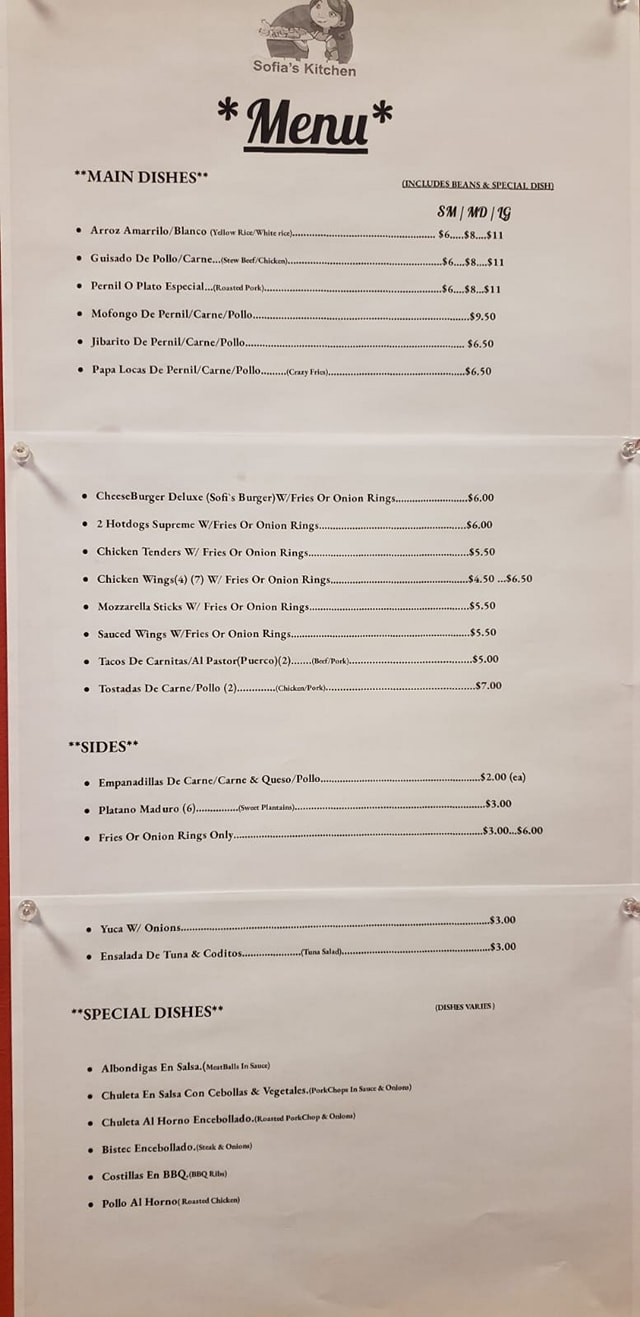 Sofia's Kitchen
*Menu*
**MAIN DISHES**
(INCLUDES BEANS & SPECIAL DISH)
SM | MD | LG
• Arroz Amarrilo/Blanco (Yellow Rice/White rice)........ $6.....$8....$11
• Guisado De Pollo/Carne...(Stew Beef/Chicken)........$6....$8....$11
• Pernil O Plato Especial...(Roasted Pork)........$6....$8...$11
• Mofongo De Pernil/Carne/Pollo........$9.50
• Jibarito De Pernil/Carne/Pollo........ $6.50
• Papa Locas De Pernil/Carne/Pollo.........(Crazy Fries)........$6.50
• CheeseBurger Deluxe (Sofi's Burger)W/Fries Or Onion Rings........$6.00
• 2 Hotdogs Supreme W/Fries Or Onion Rings........$6.00
• Chicken Tenders W/ Fries Or Onion Rings........$5.50
• Chicken Wings(4) (7) W/ Fries Or Onion Rings........$4.50 ...$6.50
• Mozzarella Sticks W/ Fries Or Onion Rings........$5.50
• Sauced Wings W/Fries Or Onion Rings........$5.50
• Tacos De Carnitas/Al Pastor(Puerco)(2).......(Beef/Pork)........$5.00
• Tostadas De Carne/Pollo (2).............(Chicken/Pork)........$7.00
**SIDES**
• Empanadillas De Carne/Carne & Queso/Pollo........$2.00 (ea)
• Platano Maduro (6)...............(Sweet Plantains)........$3.00
• Fries Or Onion Rings Only........$3.00...$6.00
• Yuca W/ Onions........$3.00
• Ensalada De Tuna & Coditos.....................(Tuna Salad)........$3.00
**SPECIAL DISHES**
(DISHES VARIES)
• Albondigas En Salsa.(MeatBalls In Sauce)
• Chuleta En Salsa Con Cebollas & Vegetales.(PorkChops In Sauce & Onions)
• Chuleta Al Horno Encebollado.(Roasted PorkChop & Onions)
• Bistec Encebollado.(Steak & Onions)
• Costillas En BBQ.(BBQ Ribs)
• Pollo Al Horno( Roasted Chicken)